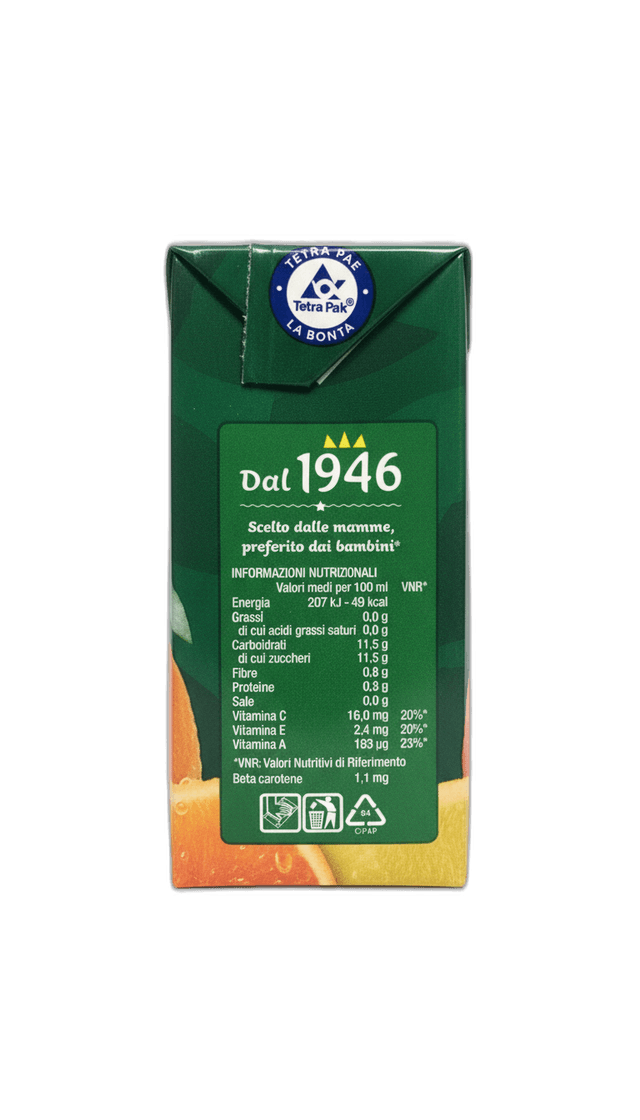 TETRA PAE
Tetra Pak®
LA BONTA
Dal 1946
Scelto dalle mamme,
preferito dai bambini*
INFORMAZIONI NUTRIZIONALI
Valori medi per 100 ml VNR*
Energia 207 kJ - 49 kcal
Grassi 0,0 g
di cui acidi grassi saturi 0,0 g
Carboidrati 11,5 g
di cui zuccheri 11,5 g
Fibre 0.8 g
Proteine 0.3 g
Sale 0.0 g
Vitamina C 16,0 mg 20%*
Vitamina E 2,4 mg 20%*
Vitamina A 183 µg 23%*
*VNR: Valori Nutritivi di Riferimento
Beta carotene 1,1 mg
64
PAP